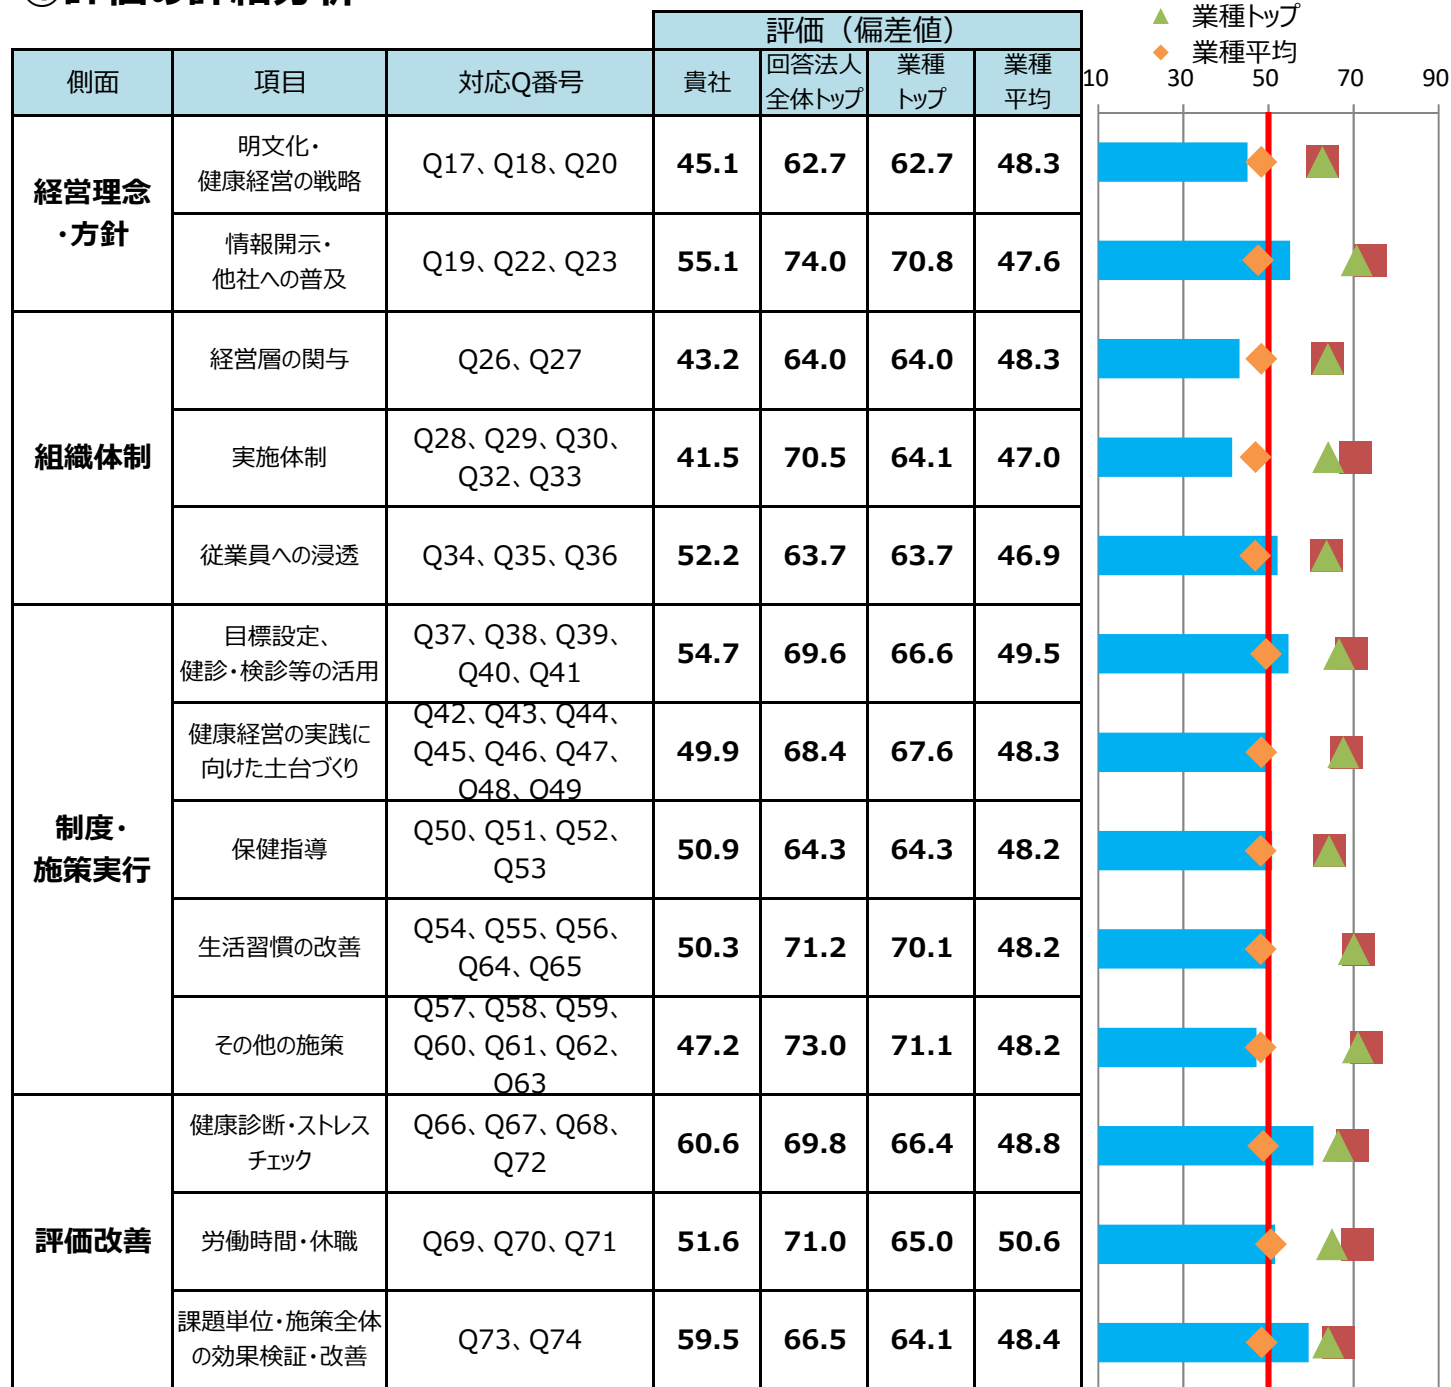 ①評価の詳細分析
▲ 業種トップ
◆ 業種平均
評価（偏差値）
側面 項目 対応Q番号 貴社 回答法人 業種 業種
全体トップ トップ 平均
10 30 50 70 90
経営理念
・方針
明文化・
健康経営の戦略
Q17、Q18、Q20 45.1 62.7 62.7 48.3
情報開示・
他社への普及
Q19、Q22、Q23 55.1 74.0 70.8 47.6
組織体制
経営層の関与 Q26、Q27 43.2 64.0 64.0 48.3
実施体制
Q28、Q29、Q30、
Q32、Q33
41.5 70.5 64.1 47.0
従業員への浸透 Q34、Q35、Q36 52.2 63.7 63.7 46.9
制度・
施策実行
目標設定、
健診・検診等の活用
Q37、Q38、Q39、
Q40、Q41
54.7 69.6 66.6 49.5
健康経営の実践に
向けた土台づくり
Q42、Q43、Q44、
Q45、Q46、Q47、
Q48、Q49
49.9 68.4 67.6 48.3
保健指導
Q50、Q51、Q52、
Q53
50.9 64.3 64.3 48.2
生活習慣の改善
Q54、Q55、Q56、
Q64、Q65
50.3 71.2 70.1 48.2
その他の施策
Q57、Q58、Q59、
Q60、Q61、Q62、
Q63
47.2 73.0 71.1 48.2
評価改善
健康診断・ストレス
チェック
Q66、Q67、Q68、
Q72
60.6 69.8 66.4 48.8
労働時間・休職 Q69、Q70、Q71 51.6 71.0 65.0 50.6
課題単位・施策全体
の効果検証・改善
Q73、Q74 59.5 66.5 64.1 48.4